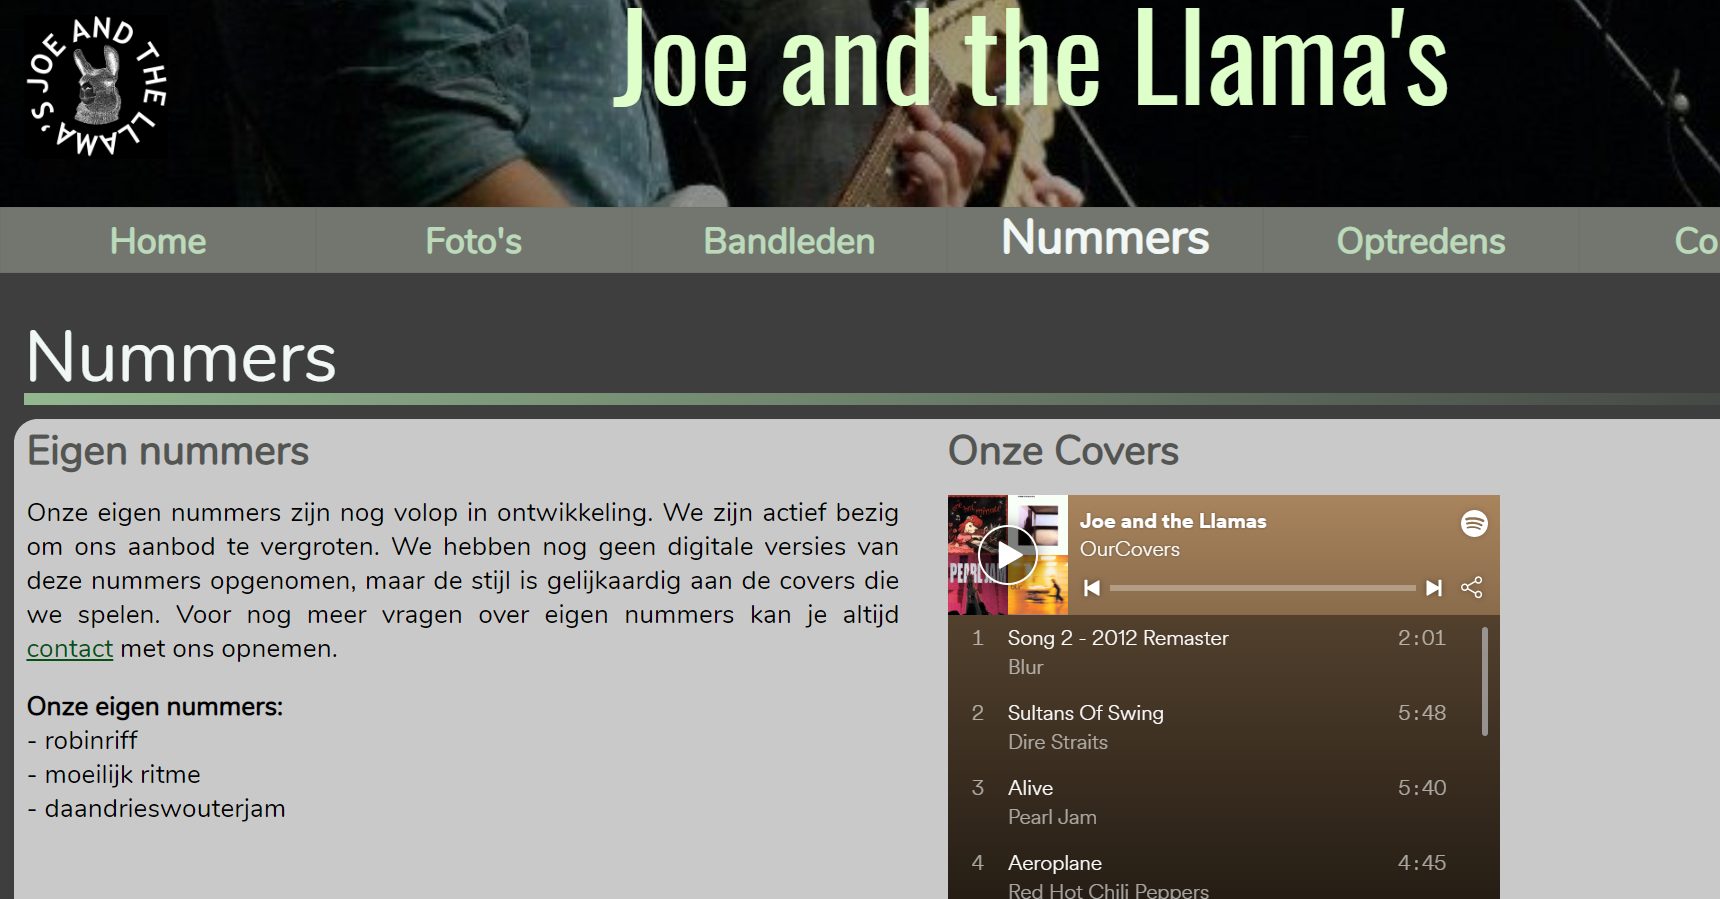 JOE AND THE LLAMA'S
Joe and the Llama's
Home
Foto's
Bandleden
Nummers
Optredens
Co
Nummers
Eigen nummers
Onze eigen nummers zijn nog volop in ontwikkeling. We zijn actief bezig
om ons aanbod te vergroten. We hebben nog geen digitale versies van
deze nummers opgenomen, maar de stijl is gelijkaardig aan de covers die
we spelen. Voor nog meer vragen over eigen nummers kan je altijd
contact met ons opnemen.
Onze eigen nummers:
- robinriff
- moeilijk ritme
- daandrieswouterjam
Onze Covers
PEARL JAM
Joe and the Llamas
OurCovers
1 Song 2 - 2012 Remaster 2:01
Blur
2 Sultans Of Swing 5:48
Dire Straits
3 Alive 5:40
Pearl Jam
4 Aeroplane 4:45
Red Hot Chili Peppers